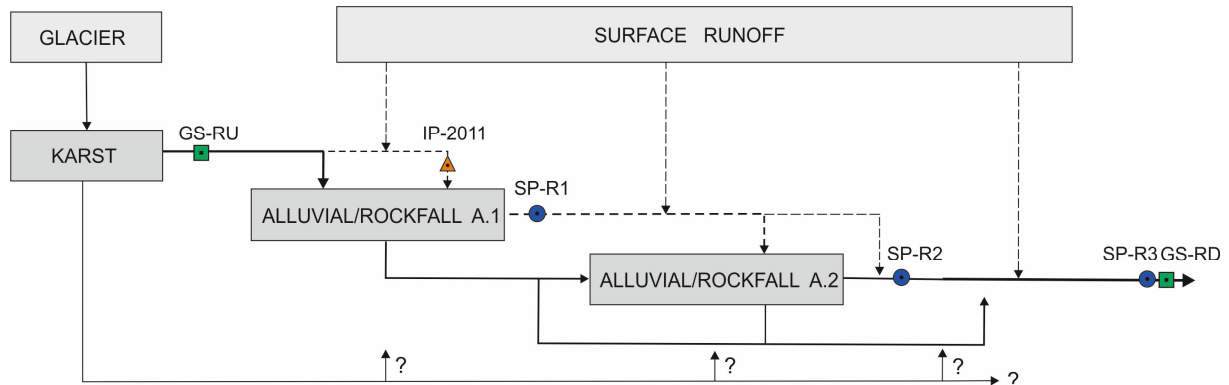 GLACIER
SURFACE RUNOFF
GS-RU
IP-2011
KARST
SP-R1
ALLUVIAL/ROCKFALL A.1
SP-R2
SP-R3 GS-RD
ALLUVIAL/ROCKFALL A.2
?
?
?
?